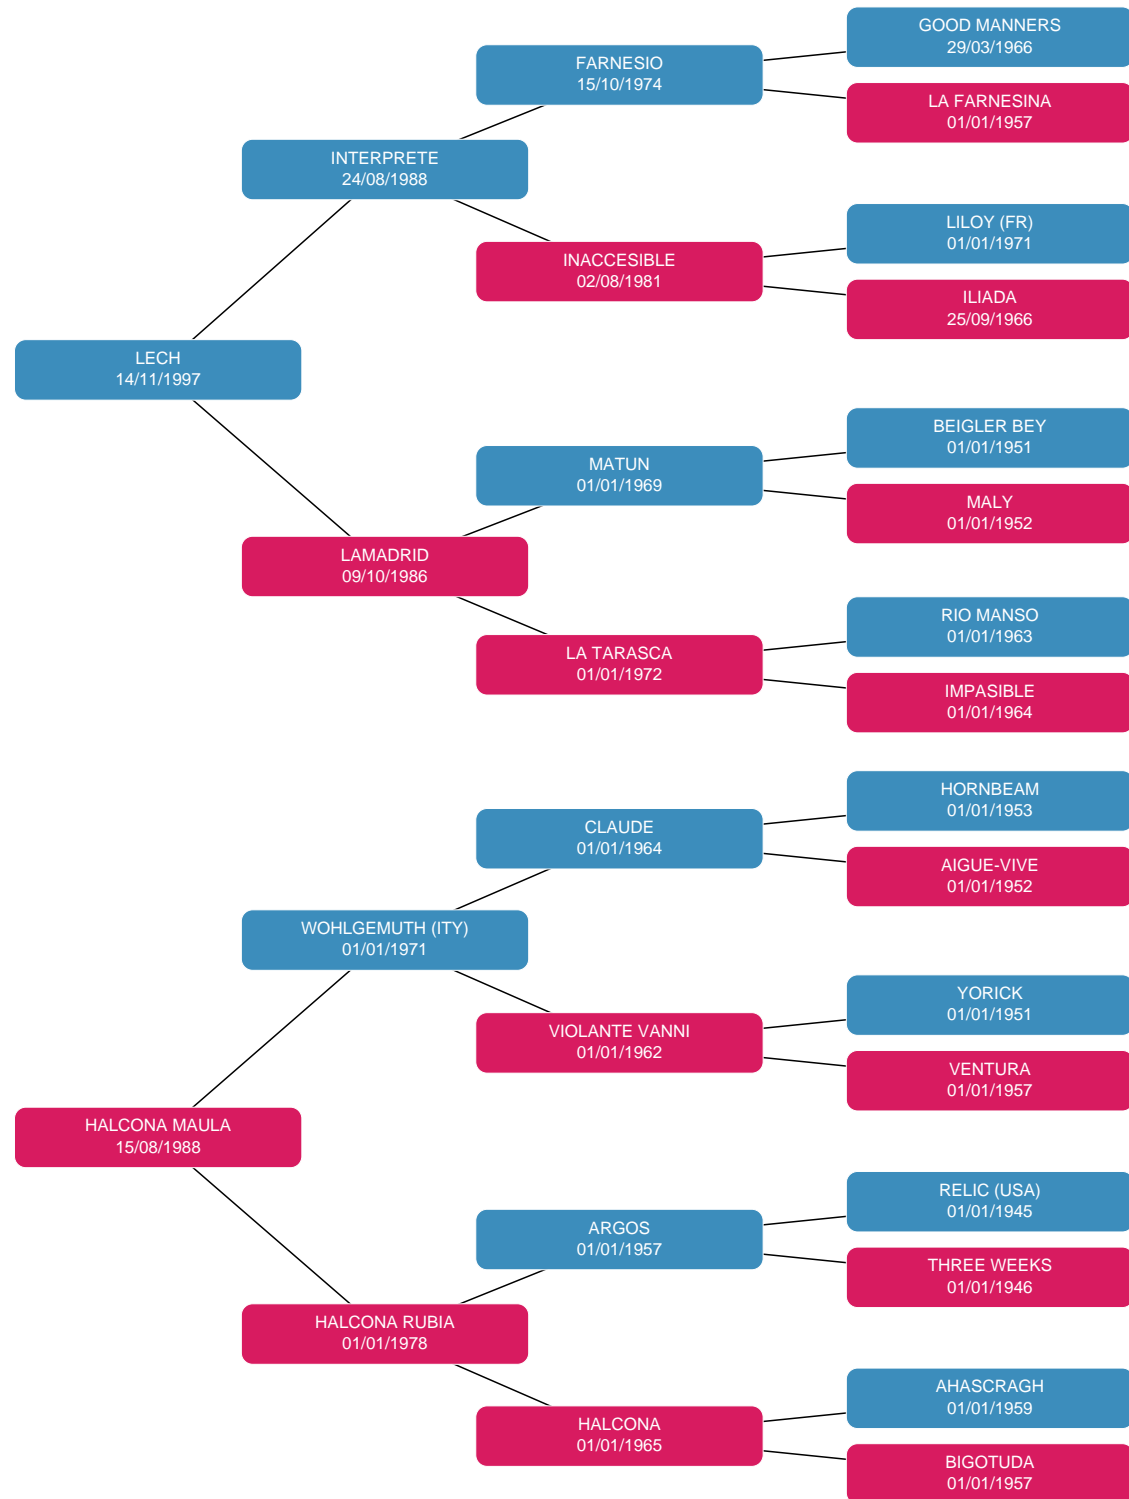 GOOD MANNERS
29/03/1966
FARNESIO
15/10/1974
LA FARNESINA
01/01/1957
INTERPRETE
24/08/1988
LILOY (FR)
01/01/1971
INACCESIBLE
02/08/1981
ILIADA
25/09/1966
LECH
14/11/1997
BEIGLER BEY
01/01/1951
MATUN
01/01/1969
MALY
01/01/1952
LAMADRID
09/10/1986
RIO MANSO
01/01/1963
LA TARASCA
01/01/1972
IMPASIBLE
01/01/1964
HORNBEAM
01/01/1953
CLAUDE
01/01/1964
AIGUE-VIVE
01/01/1952
WOHLGEMUTH (ITY)
01/01/1971
YORICK
01/01/1951
VIOLANTE VANNI
01/01/1962
VENTURA
01/01/1957
HALCONA MAULA
15/08/1988
RELIC (USA)
01/01/1945
ARGOS
01/01/1957
THREE WEEKS
01/01/1946
HALCONA RUBIA
01/01/1978
AHASCRAGH
01/01/1959
HALCONA
01/01/1965
BIGOTUDA
01/01/1957